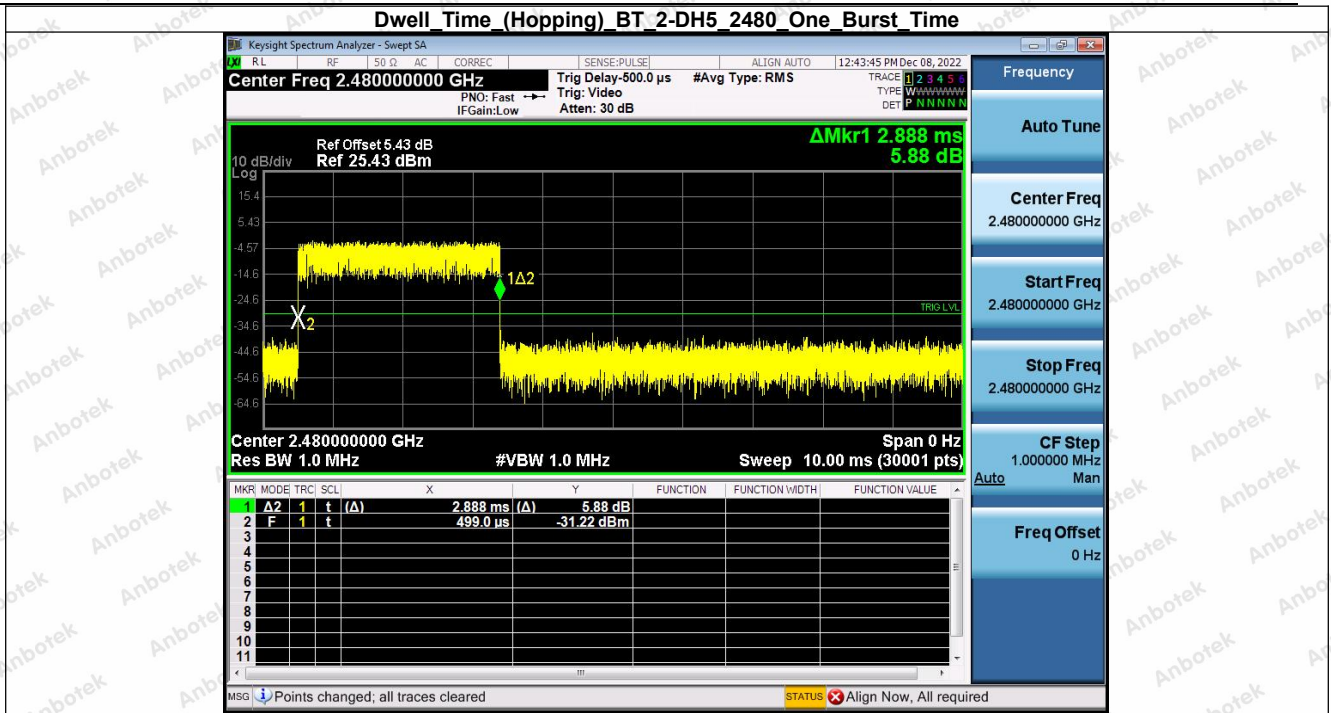 Dwell_Time_(Hopping)_BT_2-DH5_2480_One_Burst_Time
Keysight Spectrum Analyzer - Swept SA
LXI RL RF 50 Ω AC CORREC SENSE:PULSE ALIGN AUTO 12:43:45 PM Dec 08, 2022
Center Freq 2.480000000 GHz
PNO: Fast
IFGain:Low
Trig Delay-500.0 µs
Trig: Video
Atten: 30 dB
#Avg Type: RMS
TRACE 1 2 3 4 5 6
TYPE WWWWWW
DET P N N N N N
ΔMkr1 2.888 ms
5.88 dB
Ref Offset 5.43 dB
10 dB/div Ref 25.43 dBm
Log
15.4
5.43
-4.57
-14.6
-24.6
-34.6
-44.6
-54.6
-64.6
1Δ2
TRIG LVL
X2
Center 2.480000000 GHz Span 0 Hz
Res BW 1.0 MHz #VBW 1.0 MHz Sweep 10.00 ms (30001 pts)
MKR MODE TRC SCL X Y FUNCTION FUNCTION WIDTH FUNCTION VALUE
1 Δ2 1 t (Δ) 2.888 ms (Δ) 5.88 dB
2 F 1 t 499.0 µs -31.22 dBm
3
4
5
6
7
8
9
10
11
MSG Points changed; all traces cleared STATUS Align Now, All required
Frequency
Auto Tune
Center Freq
2.480000000 GHz
Start Freq
2.480000000 GHz
Stop Freq
2.480000000 GHz
CF Step
1.000000 MHz
Auto Man
Freq Offset
0 Hz
Anbotek